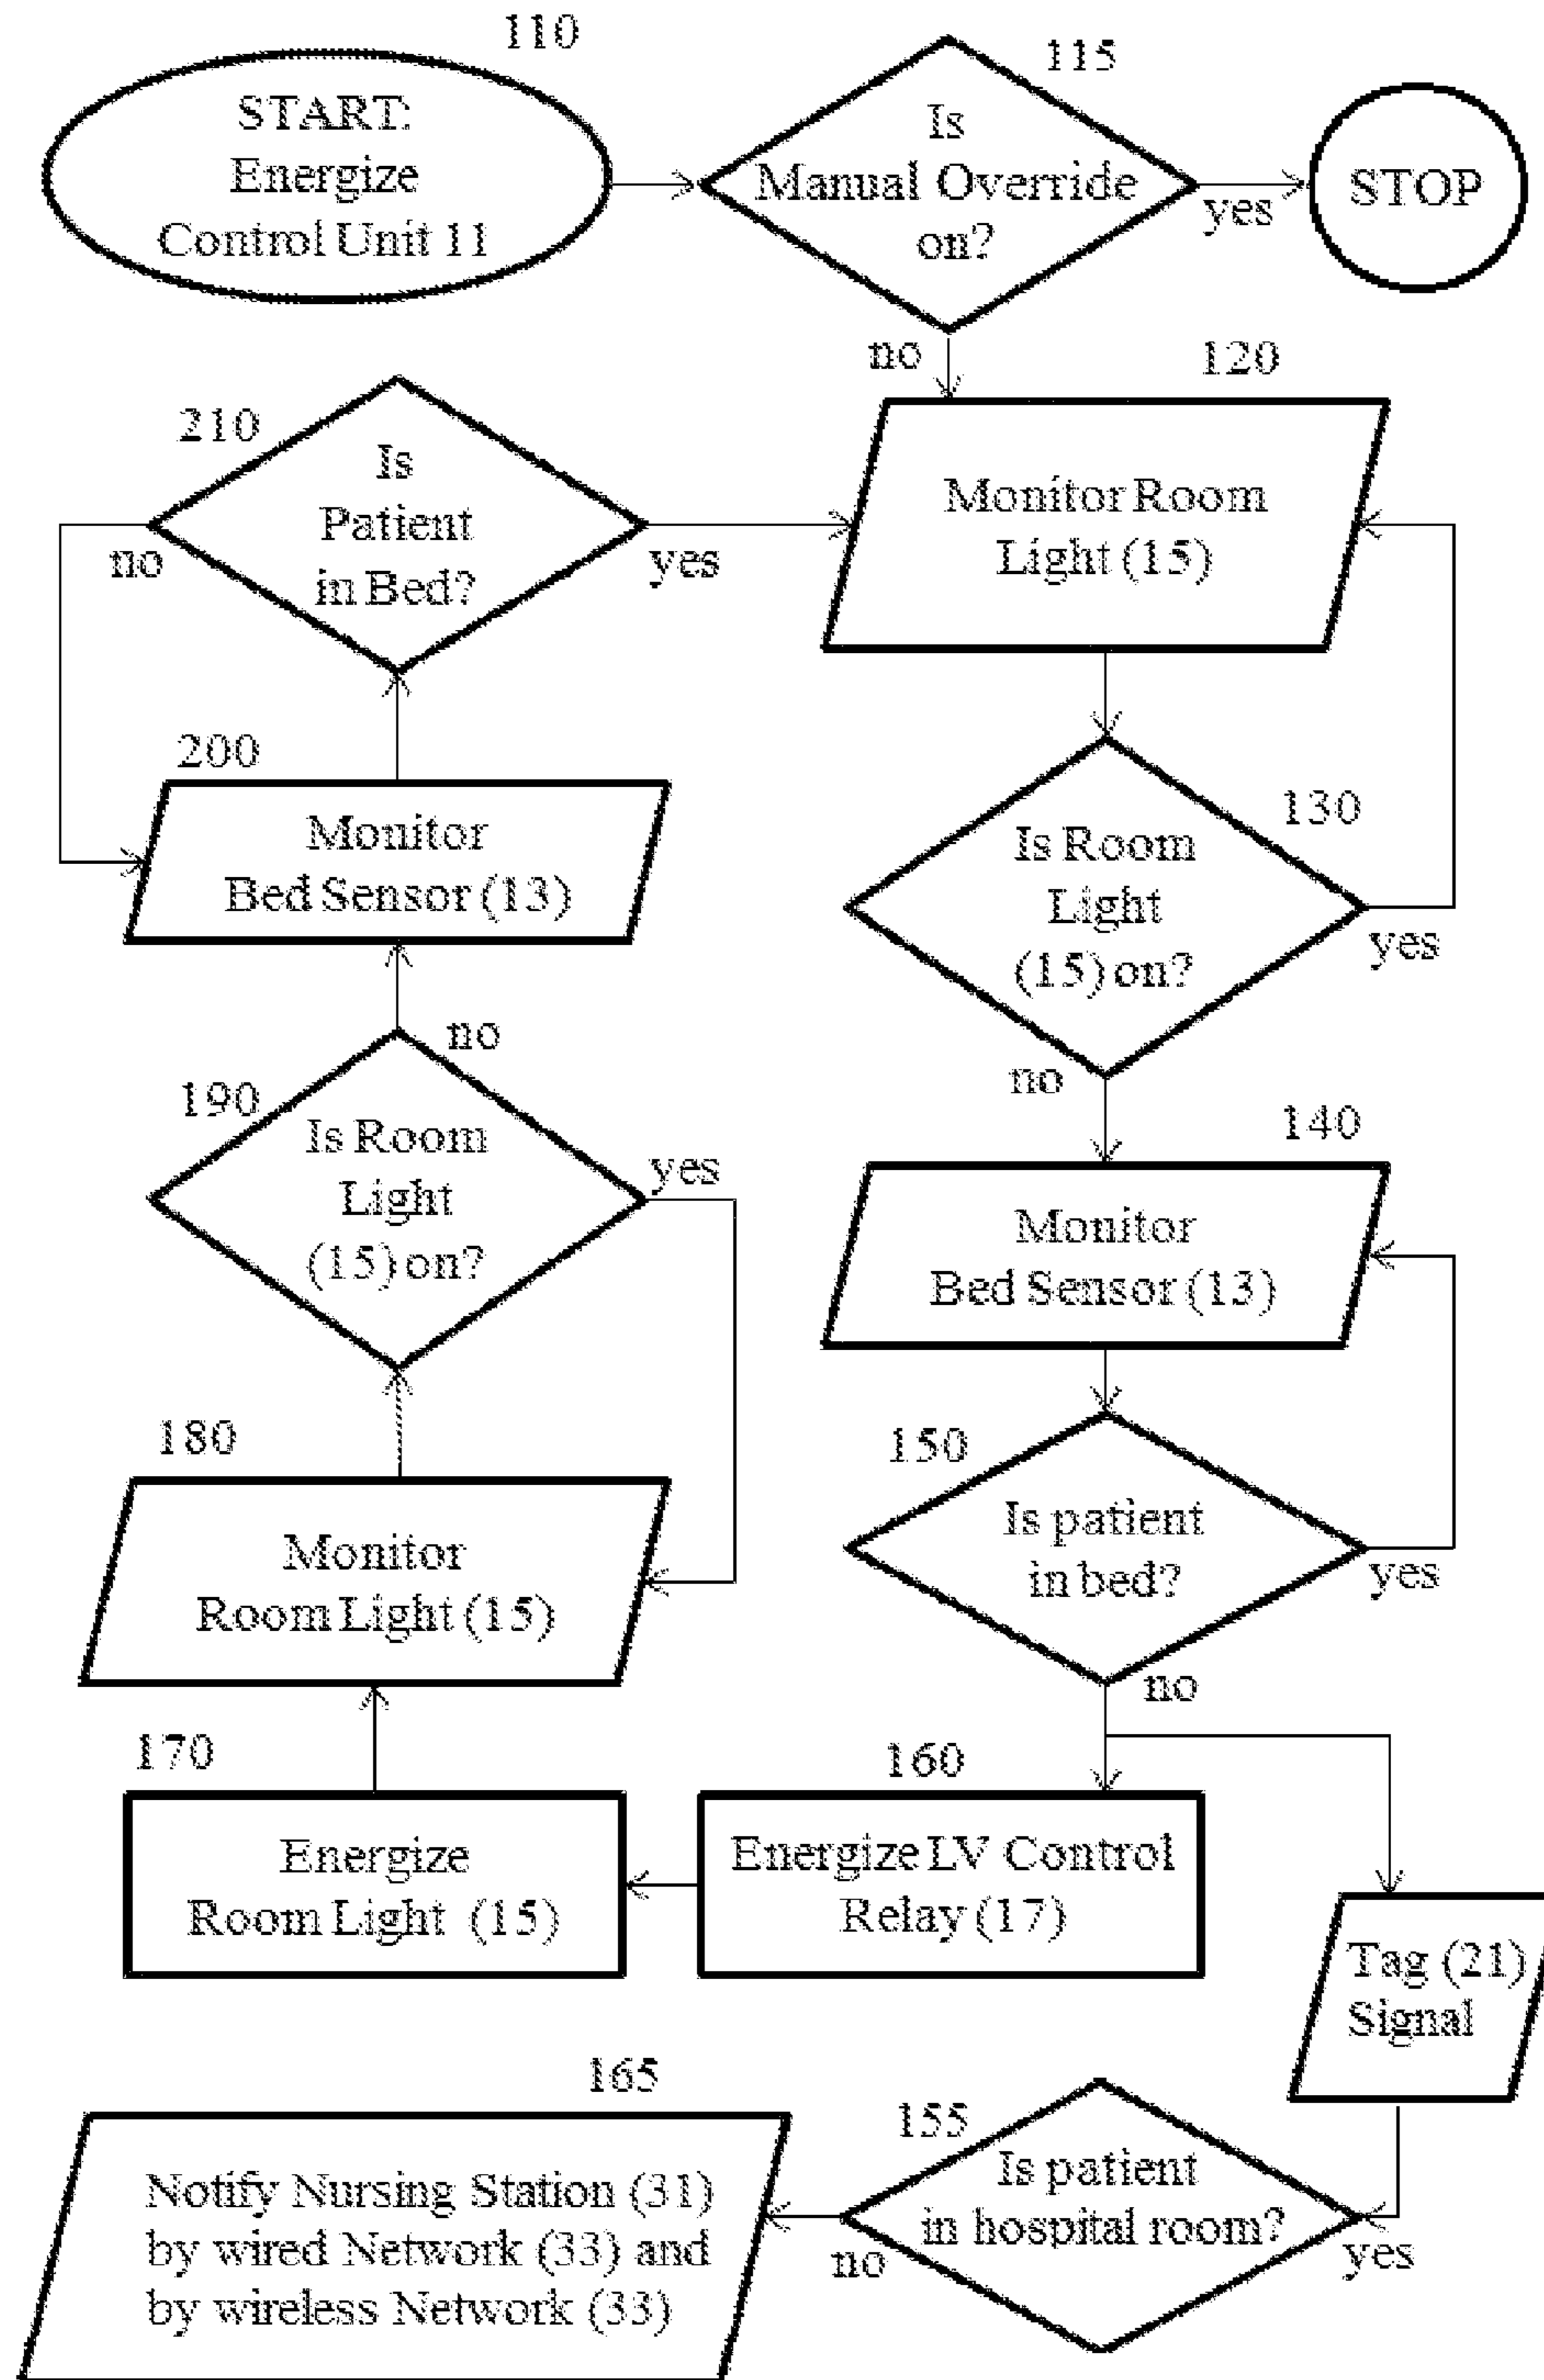 110
START:
Energize
Control Unit 11
115
Is
Manual Override
on?
yes
STOP
no
120
Monitor Room
Light (15)
210
Is
Patient
in Bed?
no
yes
200
Monitor
Bed Sensor (13)
130
Is Room
Light
(15) on?
yes
no
no
190
Is Room
Light
(15) on?
yes
140
Monitor
Bed Sensor (13)
180
Monitor
Room Light (15)
150
Is patient
in bed?
yes
no
170
Energize
Room Light (15)
160
Energize LV Control
Relay (17)
Tag (21)
Signal
165
Notify Nursing Station (31)
by wired Network (33) and
by wireless Network (33)
155
Is patient
in hospital room?
no
yes